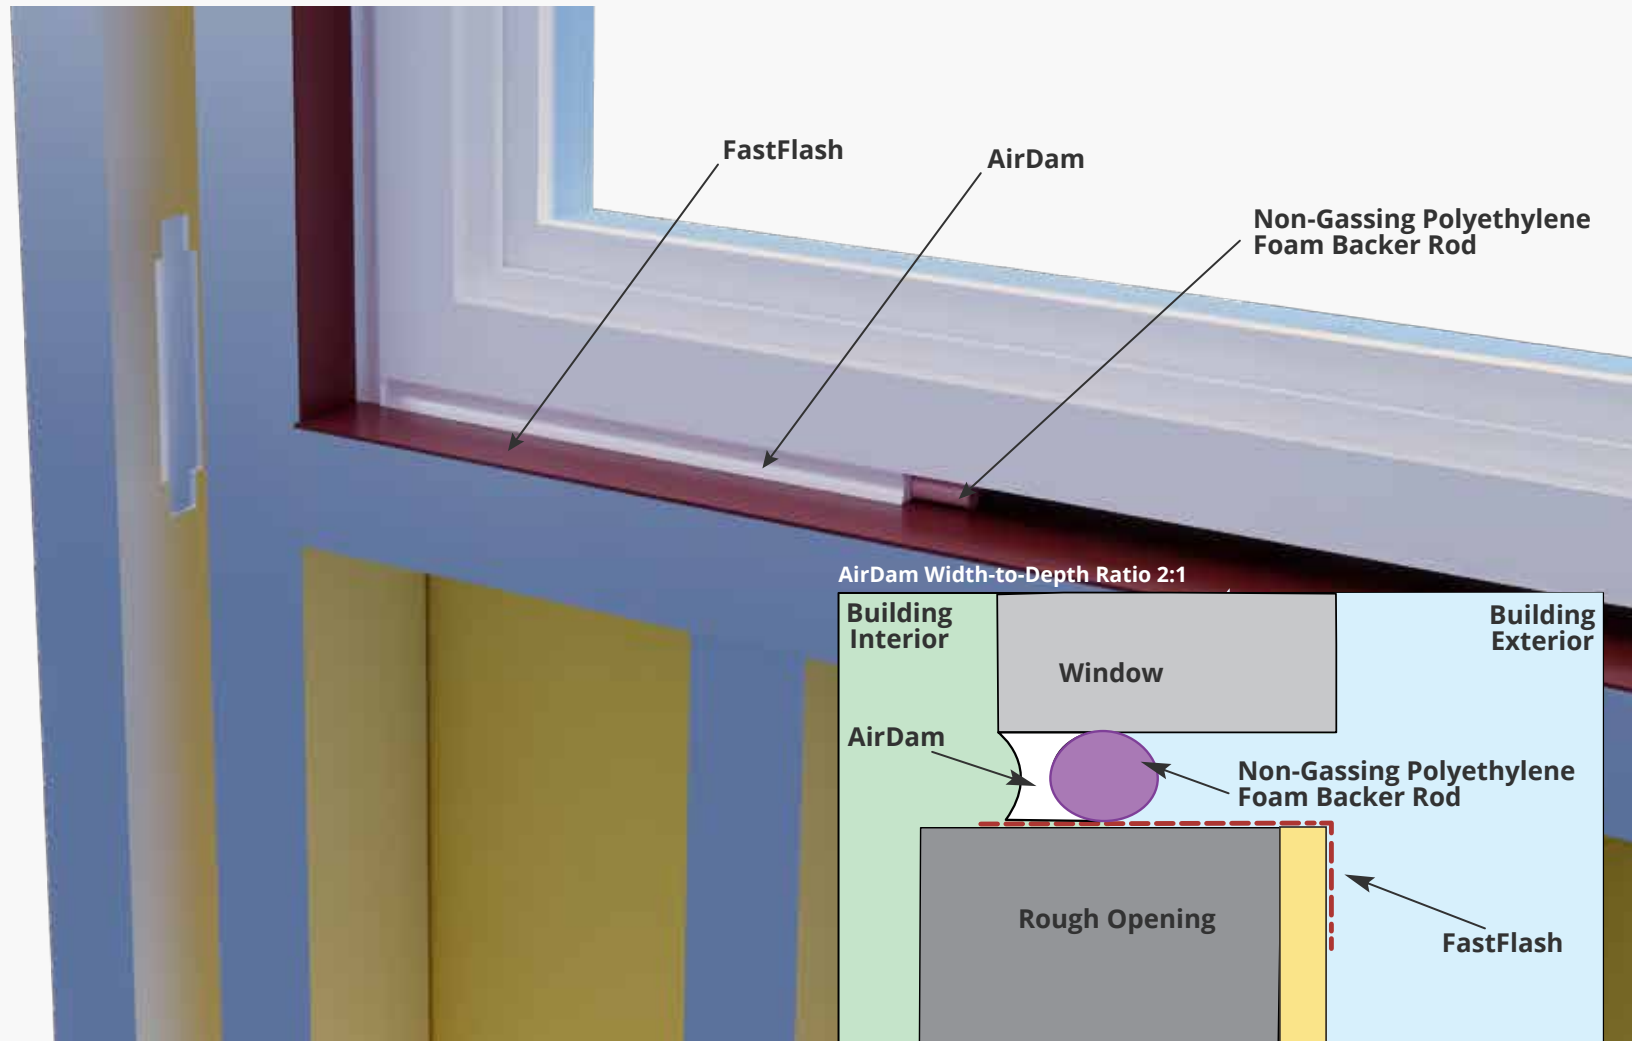 FastFlash
AirDam
Non-Gassing Polyethylene
Foam Backer Rod
AirDam Width-to-Depth Ratio 2:1
Building
Interior
Building
Exterior
Window
AirDam
Non-Gassing Polyethylene
Foam Backer Rod
Rough Opening
FastFlash